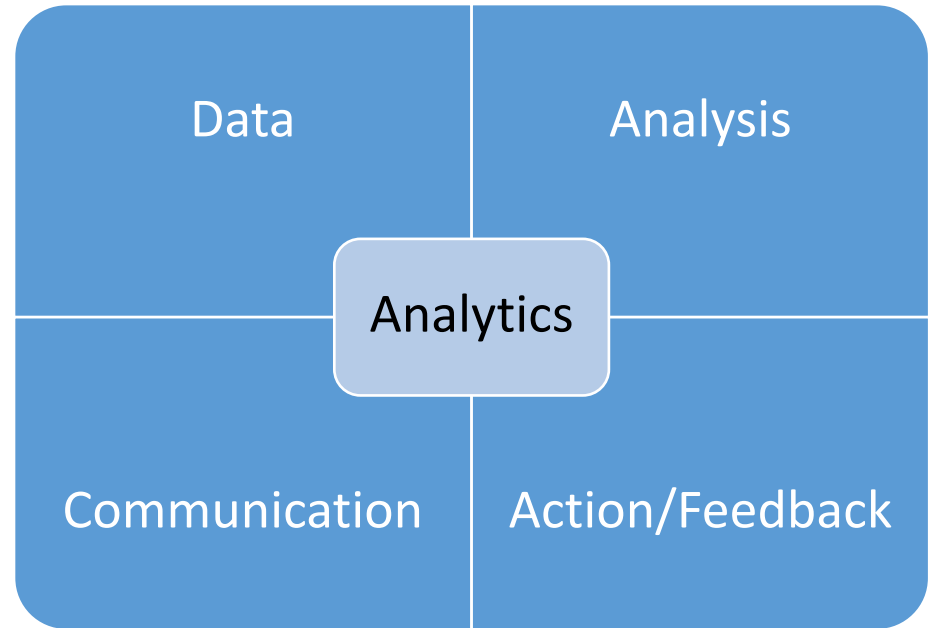 Data
Analysis
Analytics
Communication
Action/Feedback